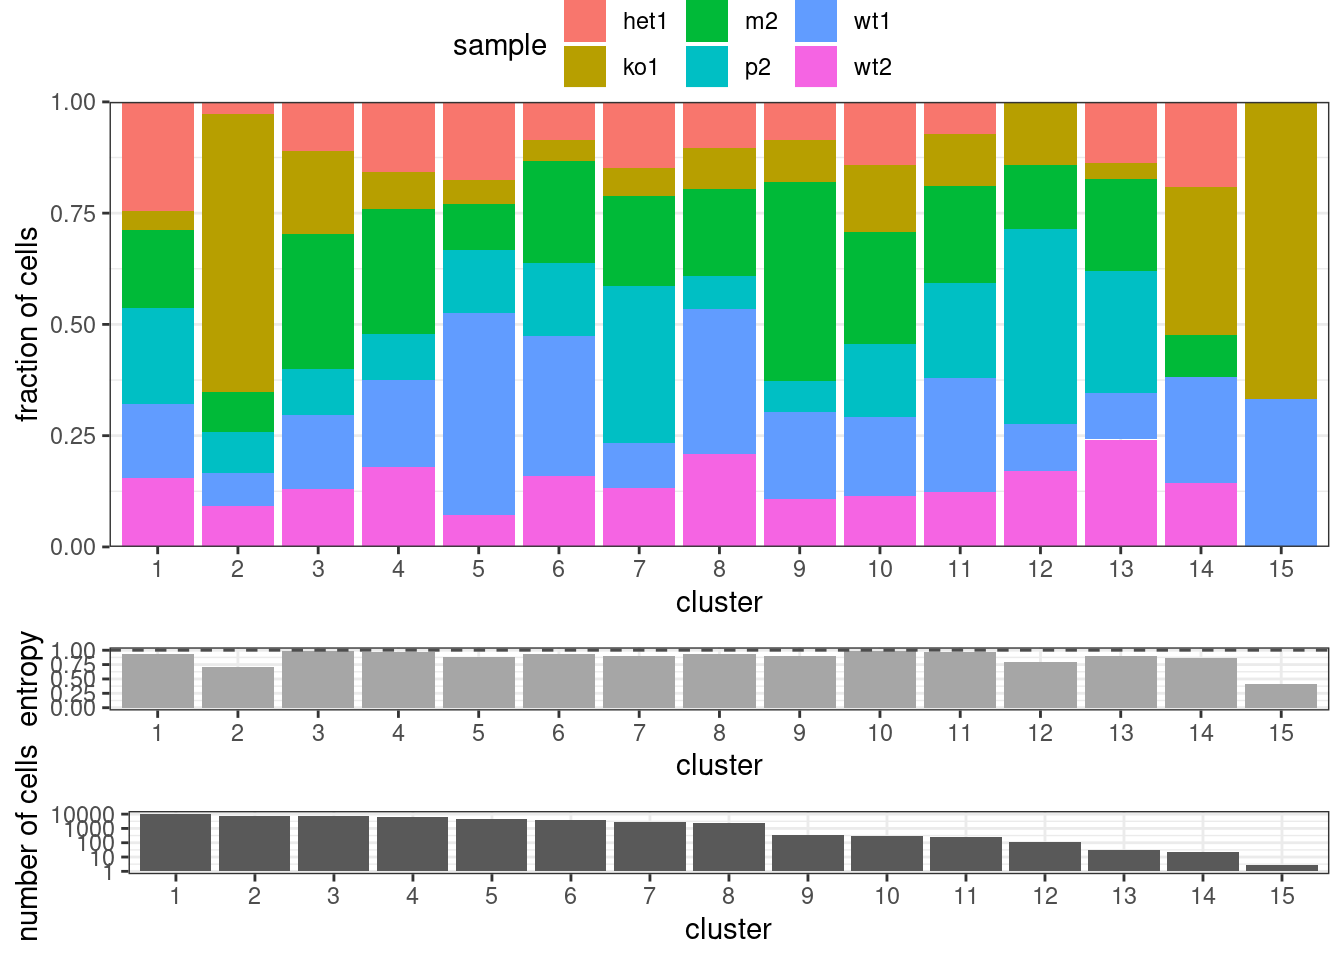 sample
het1 m2 wt1
ko1 p2 wt2
fraction of cells
1.00
0.75
0.50
0.25
0.00
1 2 3 4 5 6 7 8 9 10 11 12 13 14 15
cluster
entropy
1.00
0.75
0.50
0.25
0.00
1 2 3 4 5 6 7 8 9 10 11 12 13 14 15
cluster
number of cells
10000
1000
100
10
1
1 2 3 4 5 6 7 8 9 10 11 12 13 14 15
cluster